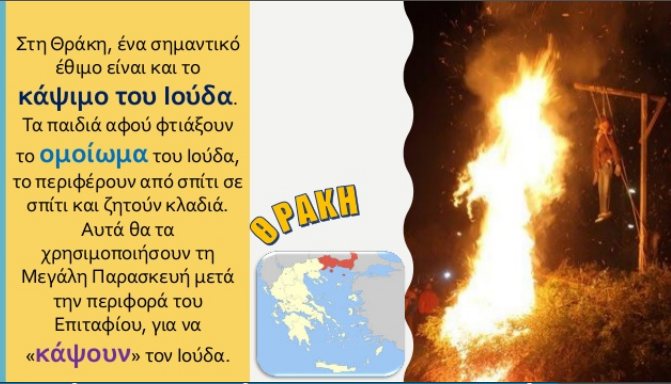 Στη Θράκη, ένα σημαντικό
έθιμο είναι και το
κάψιμο του Ιούδα.
Τα παιδιά αφού φτιάξουν
το ομοίωμα του Ιούδα,
το περιφέρουν από σπίτι σε
σπίτι και ζητούν κλαδιά.
Αυτά θα τα
χρησιμοποιήσουν τη
Μεγάλη Παρασκευή μετά
την περιφορά του
Επιταφίου, για να
«κάψουν» τον Ιούδα.
ΘΡΑΚΗ